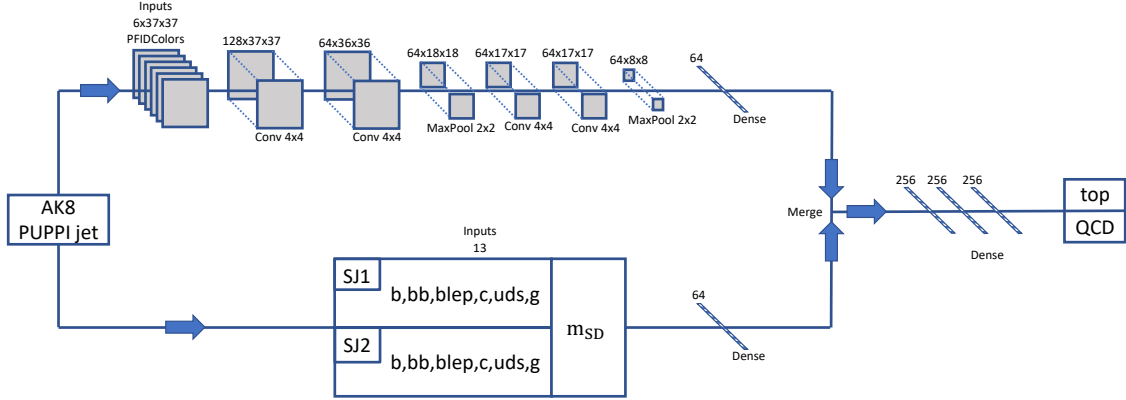 Inputs
6x37x37
PFIDColors
128x37x37
64x36x36
64x18x18
64x17x17
64x17x17
64x8x8
64
Conv 4x4
Conv 4x4
MaxPool 2x2
Conv 4x4
Conv 4x4
MaxPool 2x2
Dense
AK8
PUPPI jet
Merge
256
256
256
Dense
top
QCD
Inputs
13
SJ1
b,bb,blep,c,uds,g
SJ2
b,bb,blep,c,uds,g
mSD
64
Dense